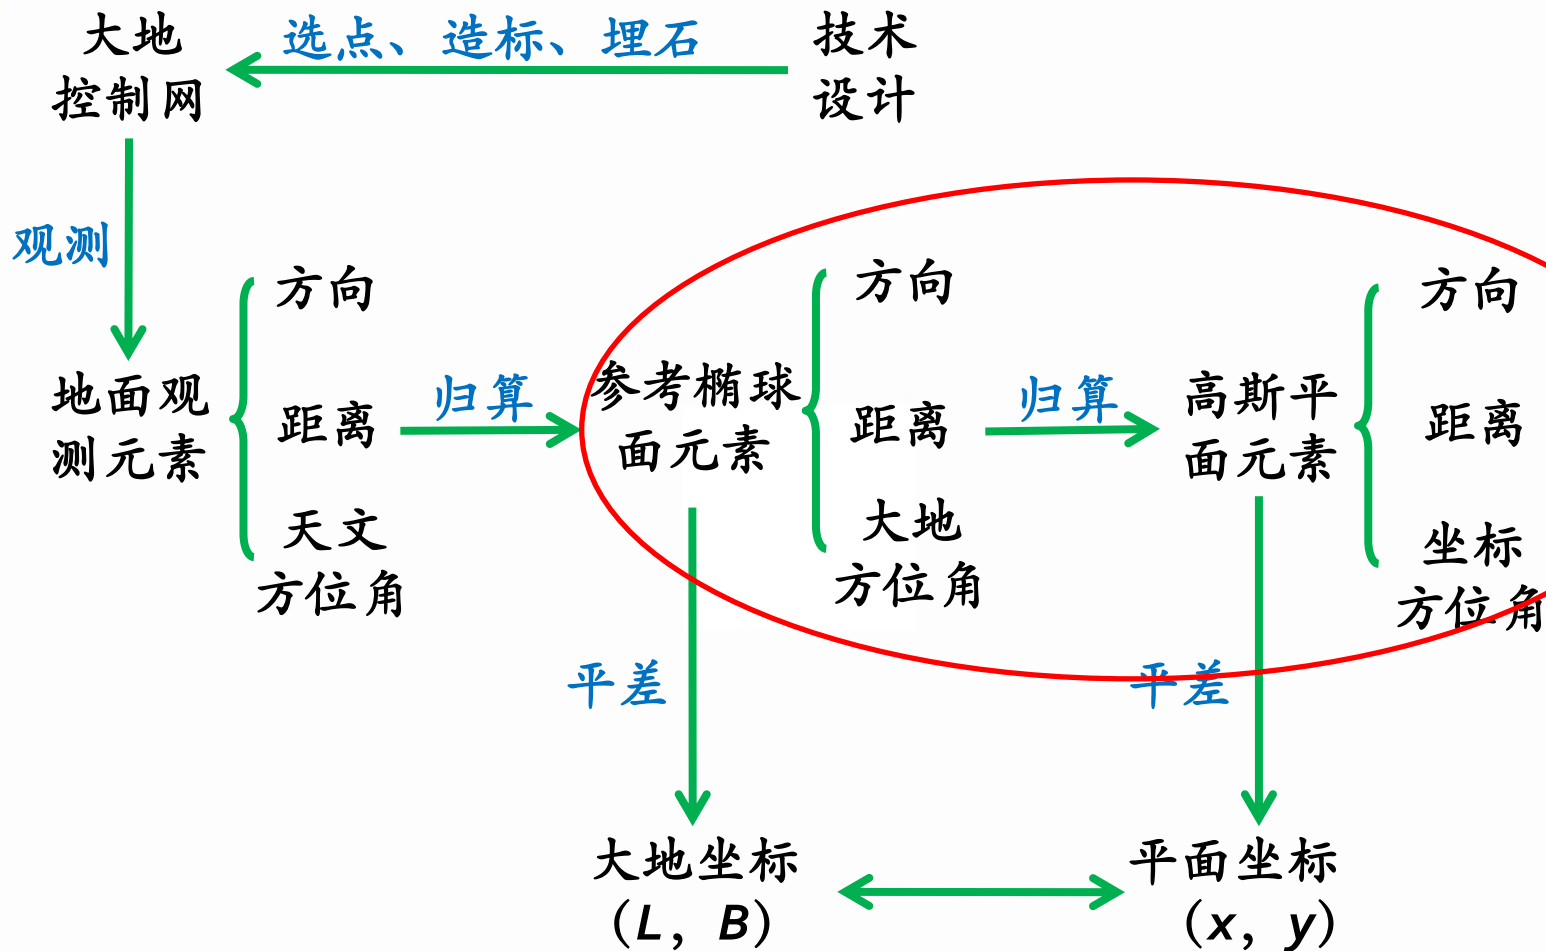 大地
控制网
选点、造标、埋石
技术
设计
观测
地面观
测元素
方向
距离
天文
方位角
归算
参考椭球
面元素
方向
距离
大地
方位角
归算
高斯平
面元素
方向
距离
坐标
方位角
平差
平差
大地坐标
（L，B）
平面坐标
（x，y）